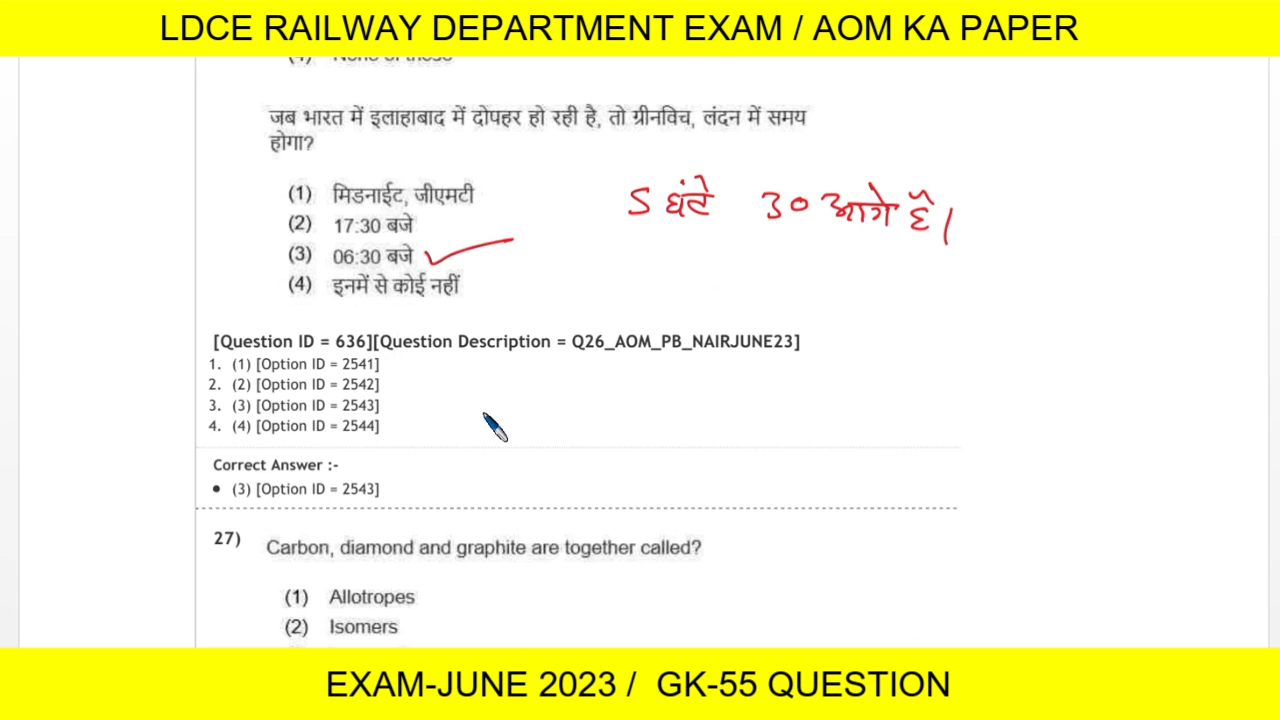 LDCE RAILWAY DEPARTMENT EXAM / AOM KA PAPER
(4) None of these
जब भारत में इलाहाबाद में दोपहर हो रही है, तो ग्रीनविच, लंदन में समय
होगा?
(1) मिडनाईट, जीएमटी
(2) 17:30 बजे
(3) 06:30 बजे
(4) इनमें से कोई नहीं
5 घंटे 30 आगे है।
[Question ID = 636][Question Description = Q26_AOM_PB_NAIRJUNE23]
1. (1) [Option ID = 2541]
2. (2) [Option ID = 2542]
3. (3) [Option ID = 2543]
4. (4) [Option ID = 2544]
Correct Answer :-
• (3) [Option ID = 2543]
27) Carbon, diamond and graphite are together called?
(1) Allotropes
(2) Isomers
EXAM-JUNE 2023 / GK-55 QUESTION